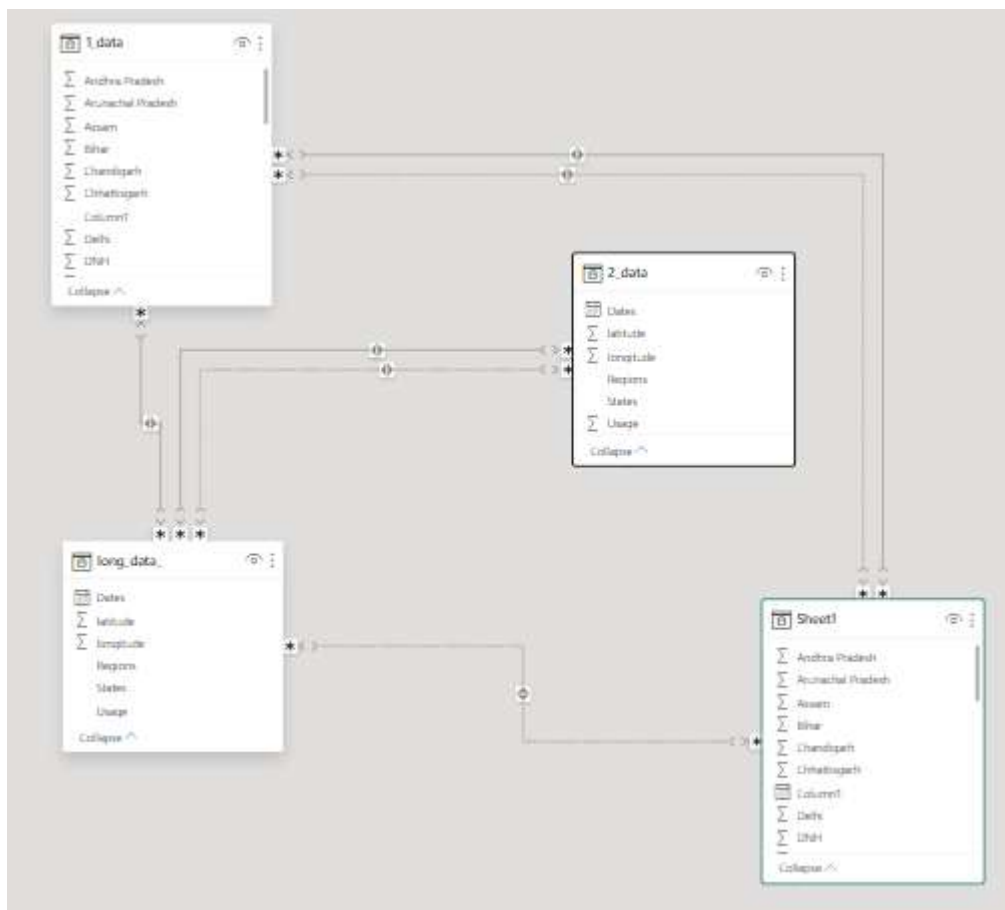 1_data
Andhra Pradesh
Arunachal Pradesh
Assam
Bihar
Chandigarh
Chhattisgarh
Column1
Delhi
DNH
Collapse
2_data
Dates
latitude
longitude
Regions
States
Usage
Collapse
long_data_
Dates
latitude
longitude
Regions
States
Usage
Collapse
Sheet1
Andhra Pradesh
Arunachal Pradesh
Assam
Bihar
Chandigarh
Chhattisgarh
Column1
Delhi
DNH
Collapse